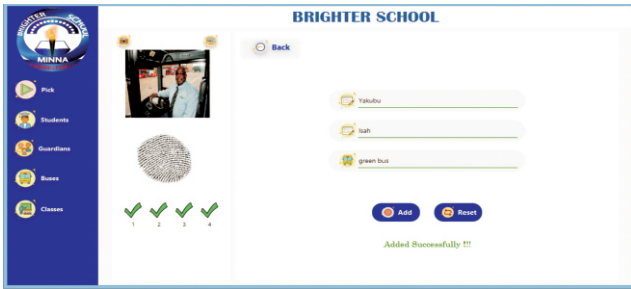 BRIGHTER SCHOOL
BRIGHTER SCHOOL
MINNA
Back
Pick
Students
Guardians
Buses
Classes
1 2 3 4
Yakubu
Isah
green bus
Add Reset
Added Successfully !!!